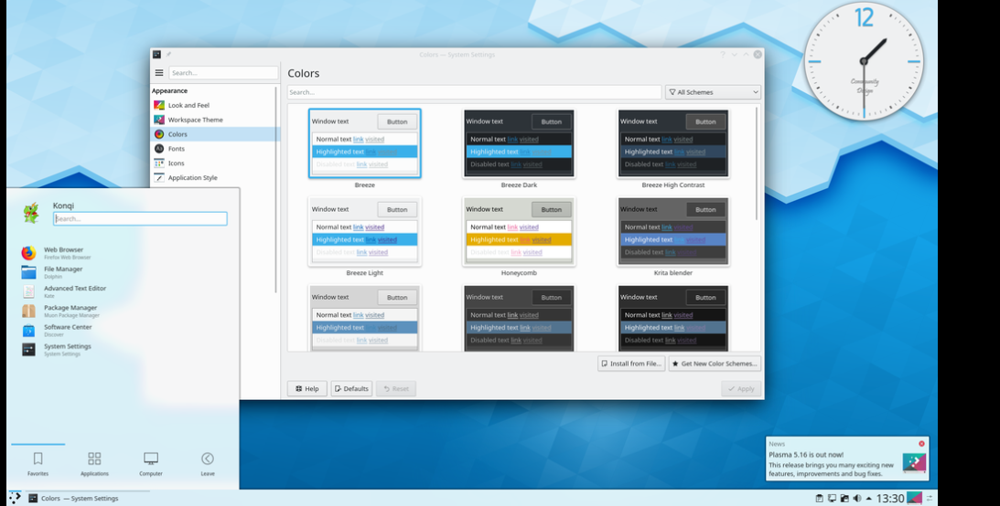 12
Community
Design
Colors — System Settings
Search...
Appearance
Look and Feel
Workspace Theme
Colors
Fonts
Icons
Application Style
Colors
Search...
All Schemes
Window text Button
Normal text link visited
Highlighted text link visited
Disabled text link visited
Breeze
Window text Button
Normal text link visited
Highlighted text link visited
Disabled text link visited
Breeze Dark
Window text Button
Normal text link visited
Highlighted text link visited
Disabled text link visited
Breeze High Contrast
Window text Button
Normal text link visited
Highlighted text link visited
Disabled text link visited
Breeze Light
Window text Button
Normal text link visited
Highlighted text link visited
Disabled text link visited
Honeycomb
Window text Button
Normal text link visited
Highlighted text link visited
Disabled text link visited
Krita blender
Window text Button
Normal text link visited
Highlighted text link visited
Disabled text link visited
Window text Button
Normal text link visited
Highlighted text link visited
Disabled text link visited
Window text Button
Normal text link visited
Highlighted text link visited
Disabled text link visited
Install from File...
Get New Color Schemes...
Help
Defaults
Reset
Apply
Konqi
Search...
Web Browser
Firefox Web Browser
File Manager
Dolphin
Advanced Text Editor
Kate
Package Manager
Muon Package Manager
Software Center
Discover
System Settings
System Settings
Favorites
Applications
Computer
Leave
News
Plasma 5.16 is out now!
This release brings you many exciting new
features, improvements and bug fixes.
Colors — System Settings
13:30